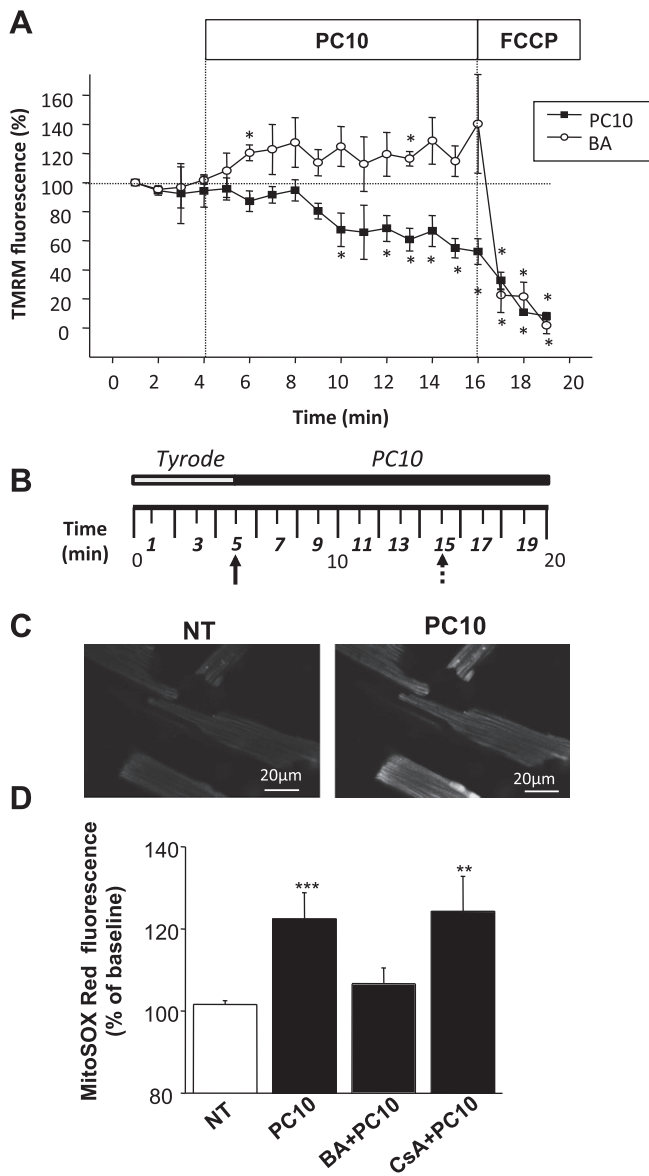 A
PC10 FCCP
TMRM fluorescence (%)
160
140
120
100
80
60
40
20
0
PC10
BA
* *
* * * * * * * *
* * *
0 2 4 6 8 10 12 14 16 18 20
Time (min)
B
Tyrode PC10
Time
(min)
1 3 5 7 9 11 13 15 17 19
0 10 20
C
NT PC10
20µm 20µm
D
MitoSOX Red fluorescence
(% of baseline)
140
120
100
80
*** **
NT PC10 BA+PC10 CsA+PC10